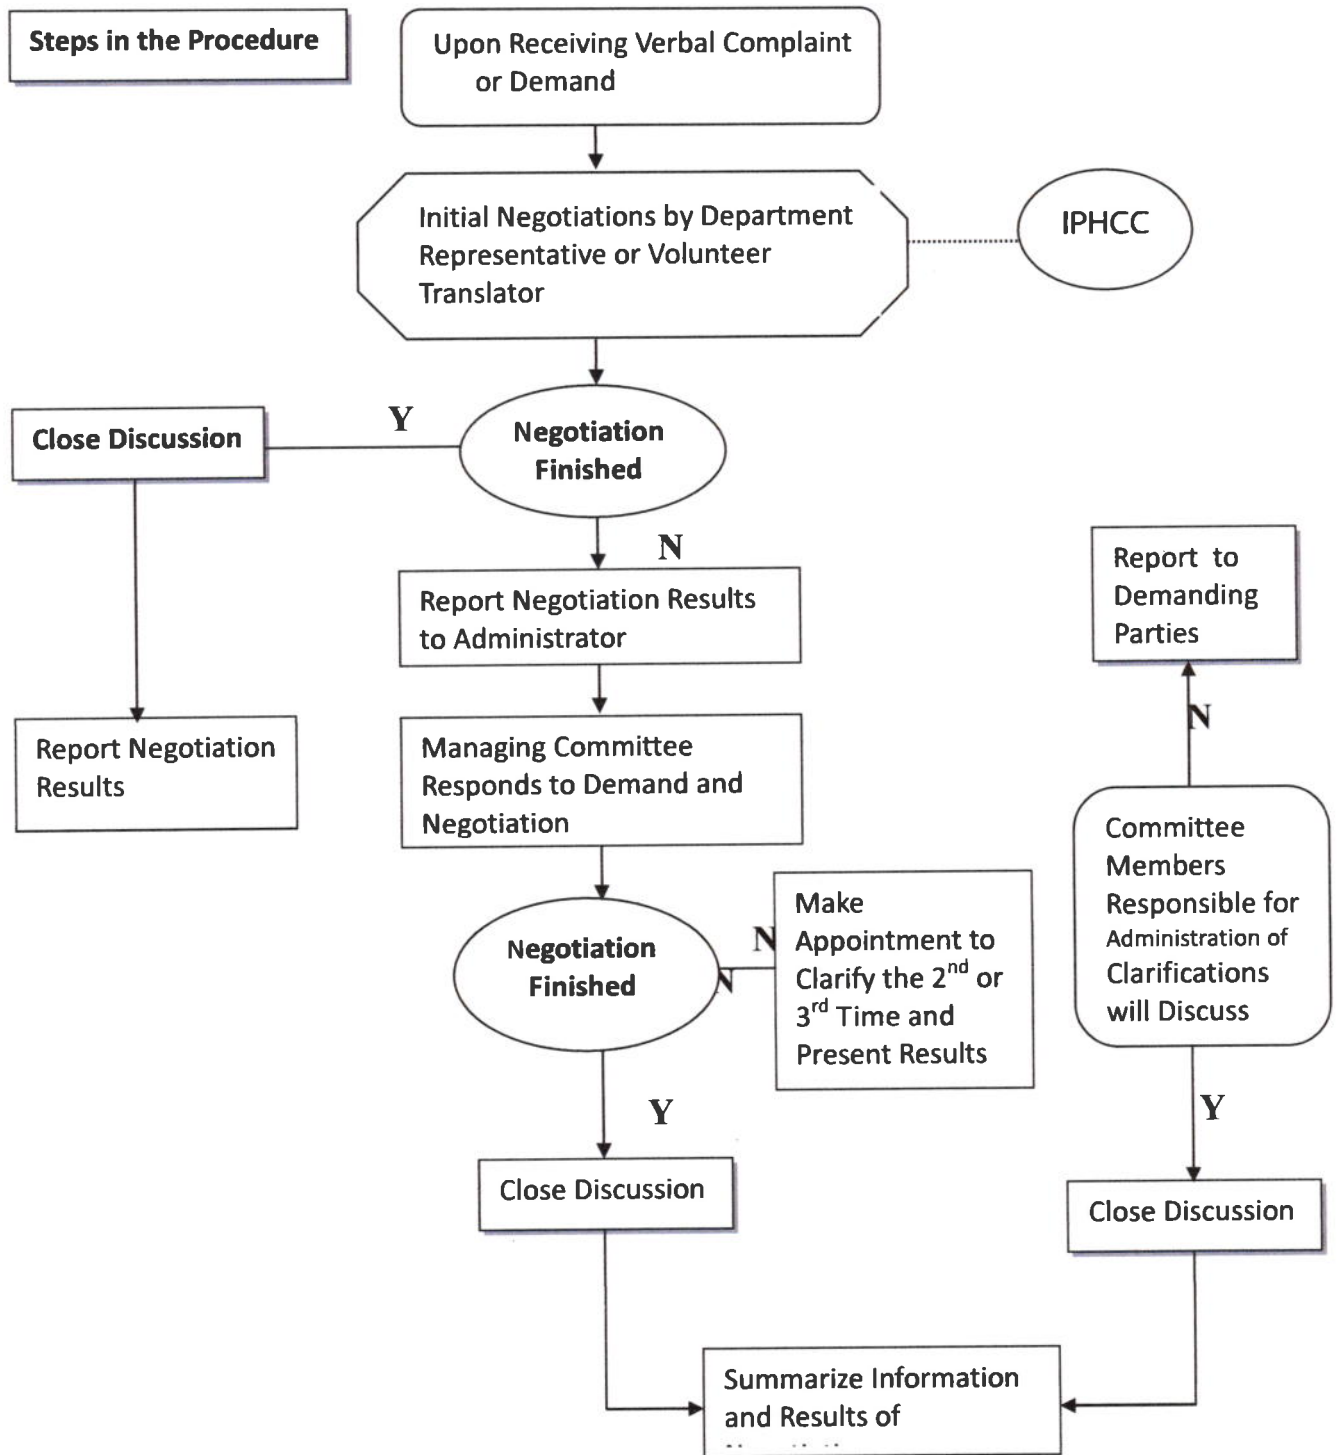 Steps in the Procedure
Upon Receiving Verbal Complaint
or Demand
Initial Negotiations by Department
Representative or Volunteer
Translator
IPHCC
Y
Close Discussion
Negotiation
Finished
N
Report Negotiation Results
to Administrator
Report to
Demanding
Parties
N
Report Negotiation
Results
Managing Committee
Responds to Demand and
Negotiation
Committee
Members
Responsible for
Administration of
Clarifications
will Discuss
Negotiation
Finished
N
N
Make
Appointment to
Clarify the 2nd or
3rd Time and
Present Results
Y
Y
Close Discussion
Close Discussion
Summarize Information
and Results of